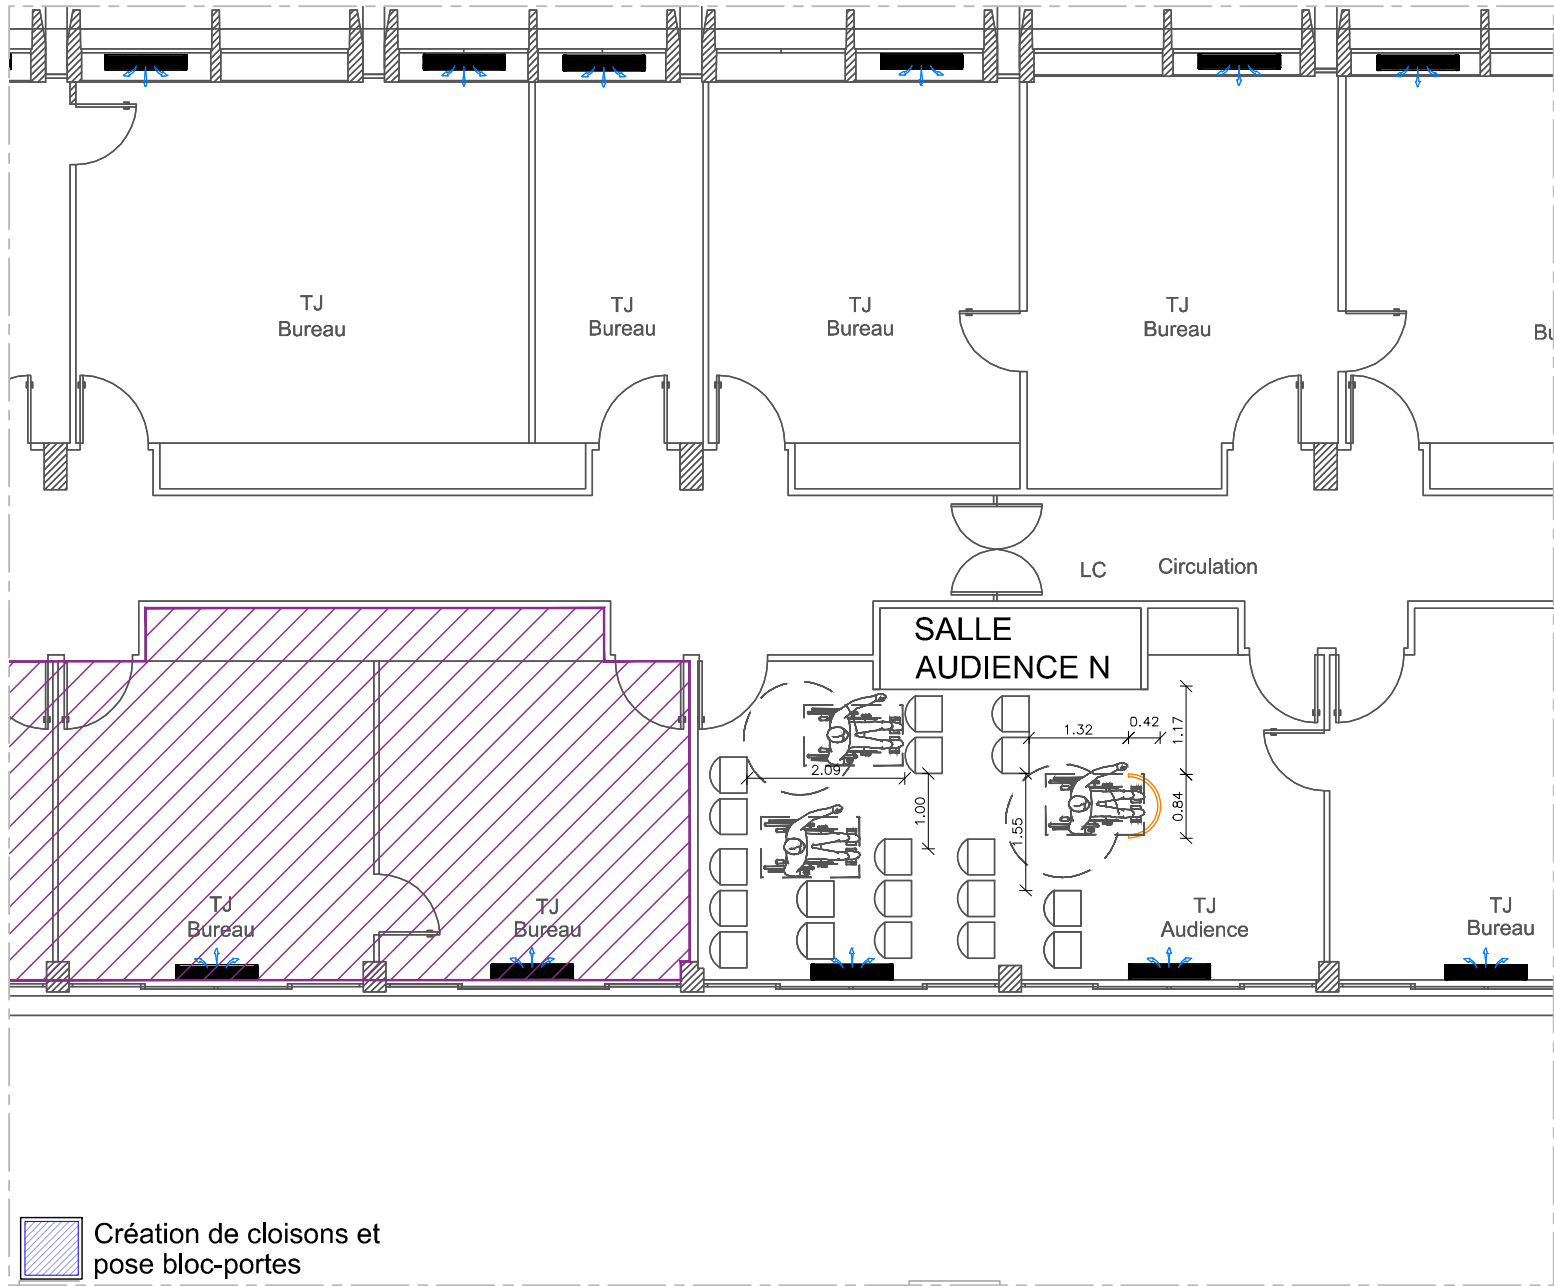 TJ
Bureau
TJ
Bureau
TJ
Bureau
TJ
Bureau
Bu
LC
Circulation
SALLE
AUDIENCE N
1.32
0.42
1.17
2.09
1.00
1.55
0.84
TJ
Bureau
TJ
Bureau
TJ
Audience
TJ
Bureau
Création de cloisons et
pose bloc-portes